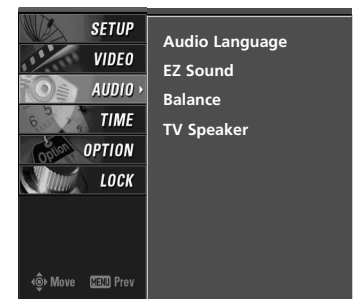 SETUP
VIDEO
AUDIO
TIME
OPTION
LOCK
Move MENU Prev
Audio Language
EZ Sound
Balance
TV Speaker